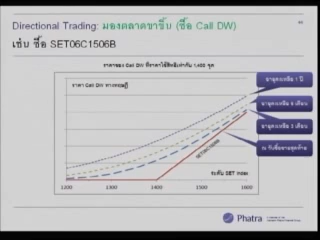 Directional Trading: มองตลาดขาขึ้น (ซื้อ Call DW)
เช่น ซื้อ SET06C1506B
ราคาของ Call DW ที่ราคาใช้สิทธิเท่ากับ 1,400 จุด
ราคา Call DW ทางทฤษฎี
อายุคงเหลือ 1 ปี
อายุคงเหลือ 6 เดือน
อายุคงเหลือ 3 เดือน
ณ วันซื้อขายสุดท้าย
SET06C1506B
ระดับ SET Index
1200 1300 1400 1500 1600
Phatra